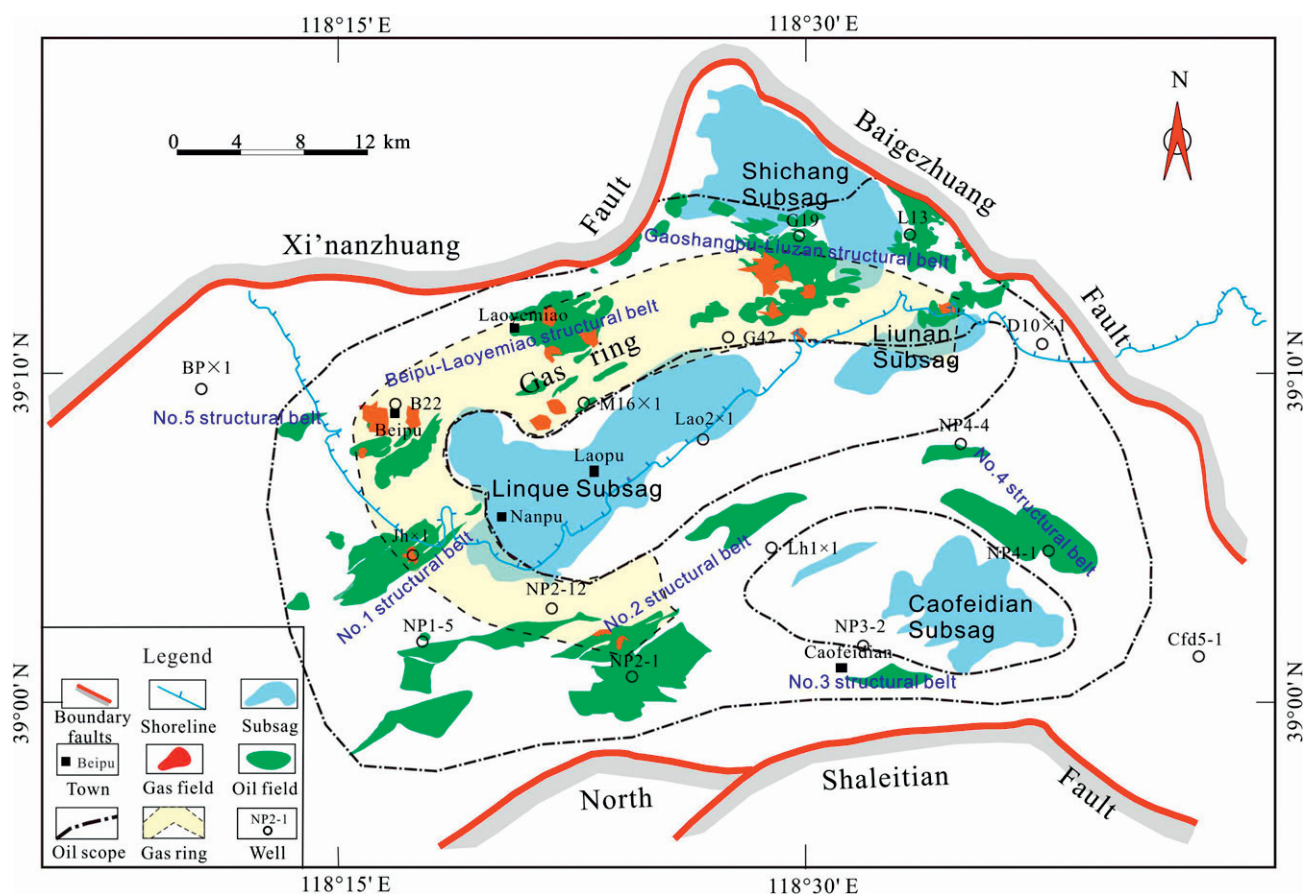 118°15' E
118°30' E
N
0 4 8 12 km
Baigezhuang
Fault
Shichang
Subsag
Fault
G19
L13
Xi'nanzhuang
Gaoshangpu-Liuzan structural belt
Laoyemiao
Beipu-Laoyemiao structural belt
Gas ring
G42
Liunan
Subsag
D10×1
Fault
39°10' N
39°10' N
BP×1
No.5 structural belt
B22
Beipu
M16×1
Lao2×1
NP4-4
Laopu
Linque Subsag
Nanpu
No.4 structural belt
Jh×1
Lh1×1
NP4-1
No.1 structural belt
NP2-12
No.2 structural belt
Caofeidian
Subsag
NP1-5
NP3-2
Cfd5-1
NP2-1
Caofeidian
No.3 structural belt
39°00' N
39°00' N
Legend
Boundary
faults
Shoreline
Subsag
Beipu
Town
Gas field
Oil field
NP2-1
Oil scope
Gas ring
Well
North
Shaleitian
Fault
118°15' E
118°30' E